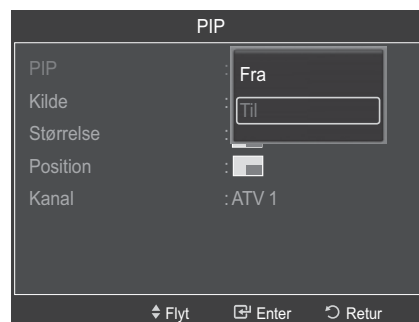 PIP
PIP :
Fra
Kilde :
Til
Størrelse :
Position :
Kanal : ATV 1
Flyt Enter Retur